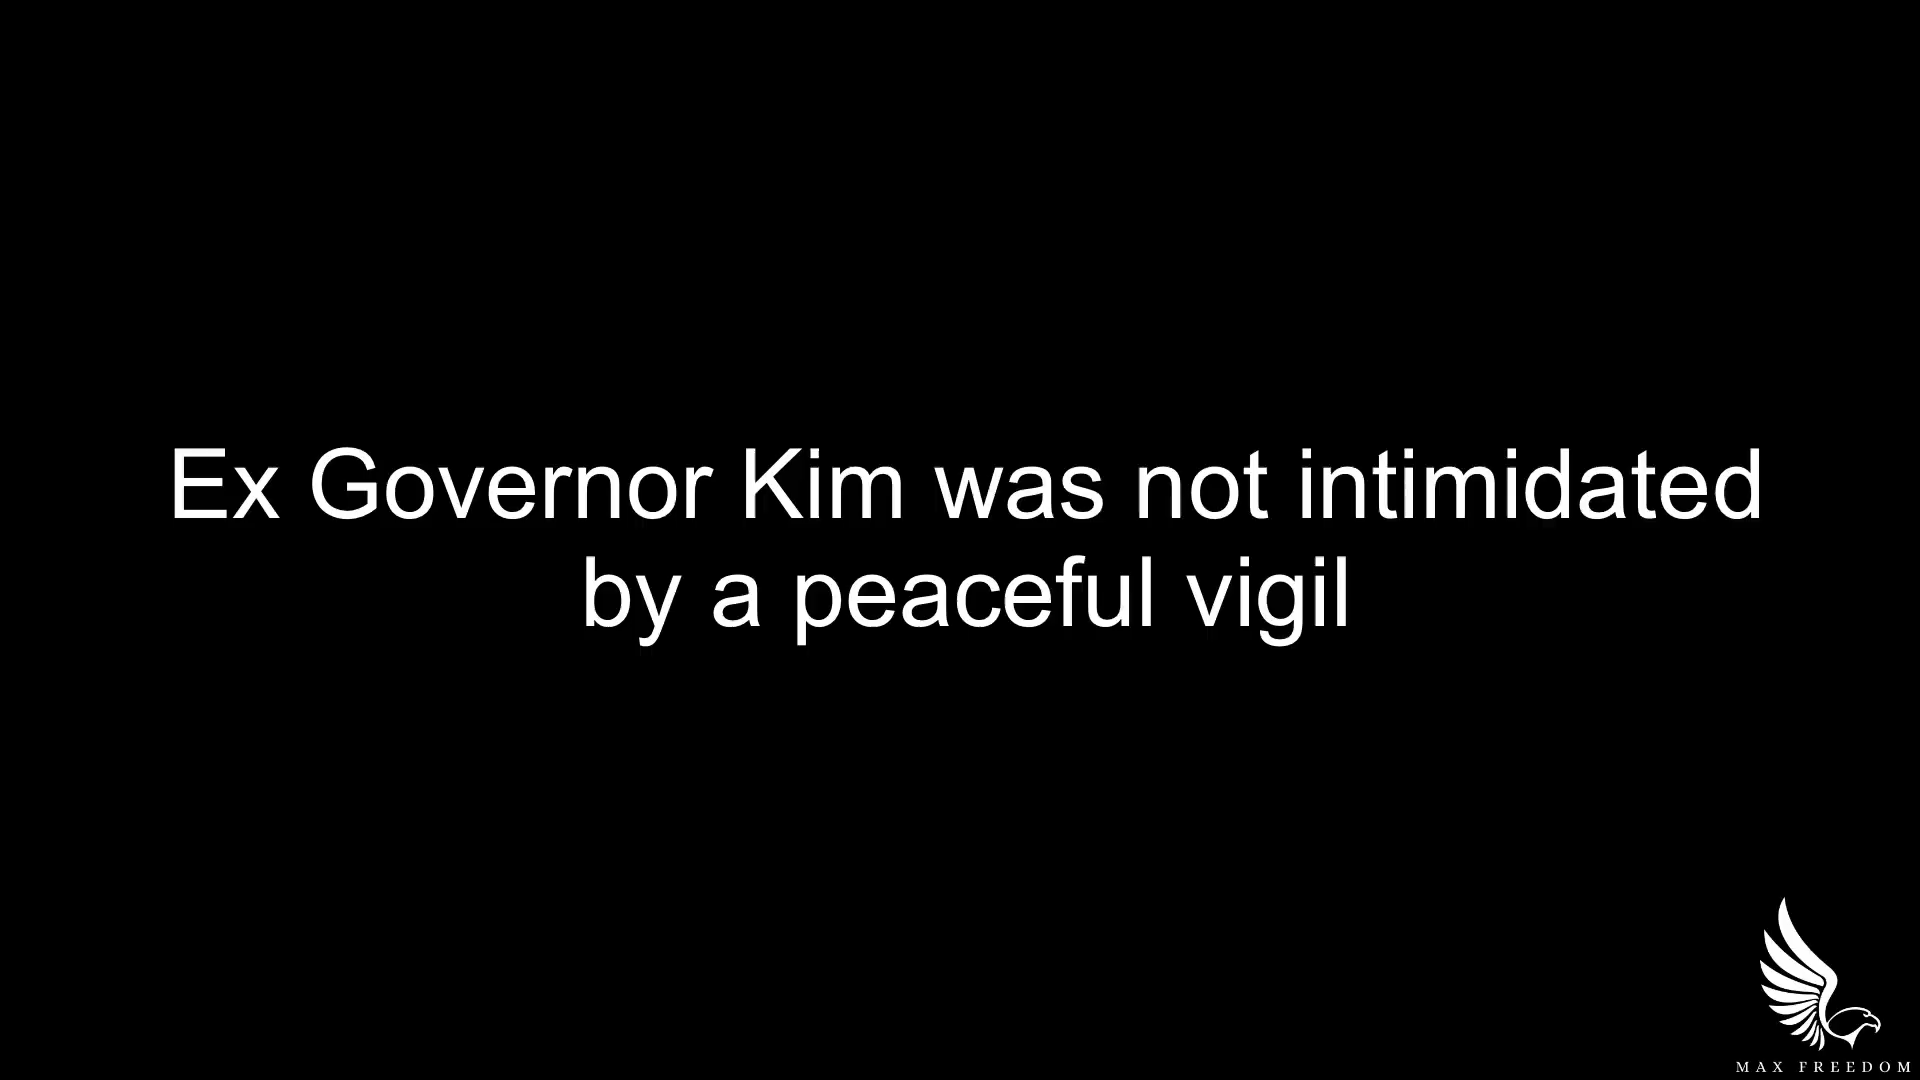 Ex Governor Kim was not intimidated
by a peaceful vigil
MAX FREEDOM